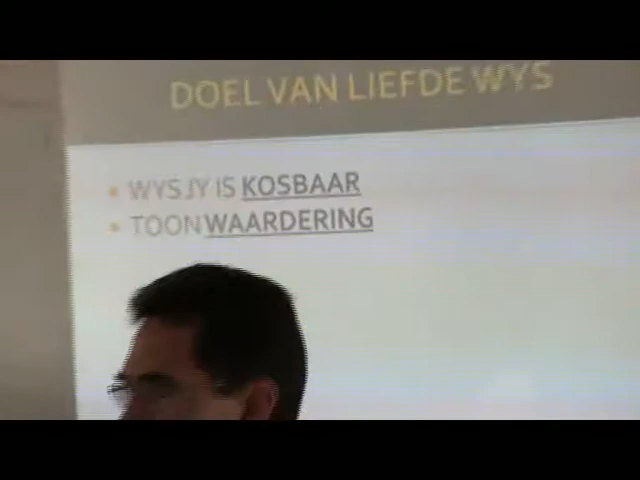 DOEL VAN LIEFDE WYS
• WYS JY IS KOSBAAR
• TOON WAARDERING